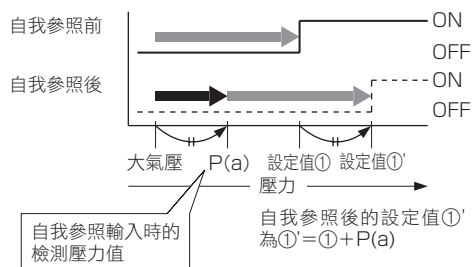 自我參照前
ON
OFF
自我參照後
ON
OFF
大氣壓 P(a) 設定值① 設定值①'
壓力
自我參照輸入時的
檢測壓力值
自我參照後的設定值①'
為①'=①+P(a)